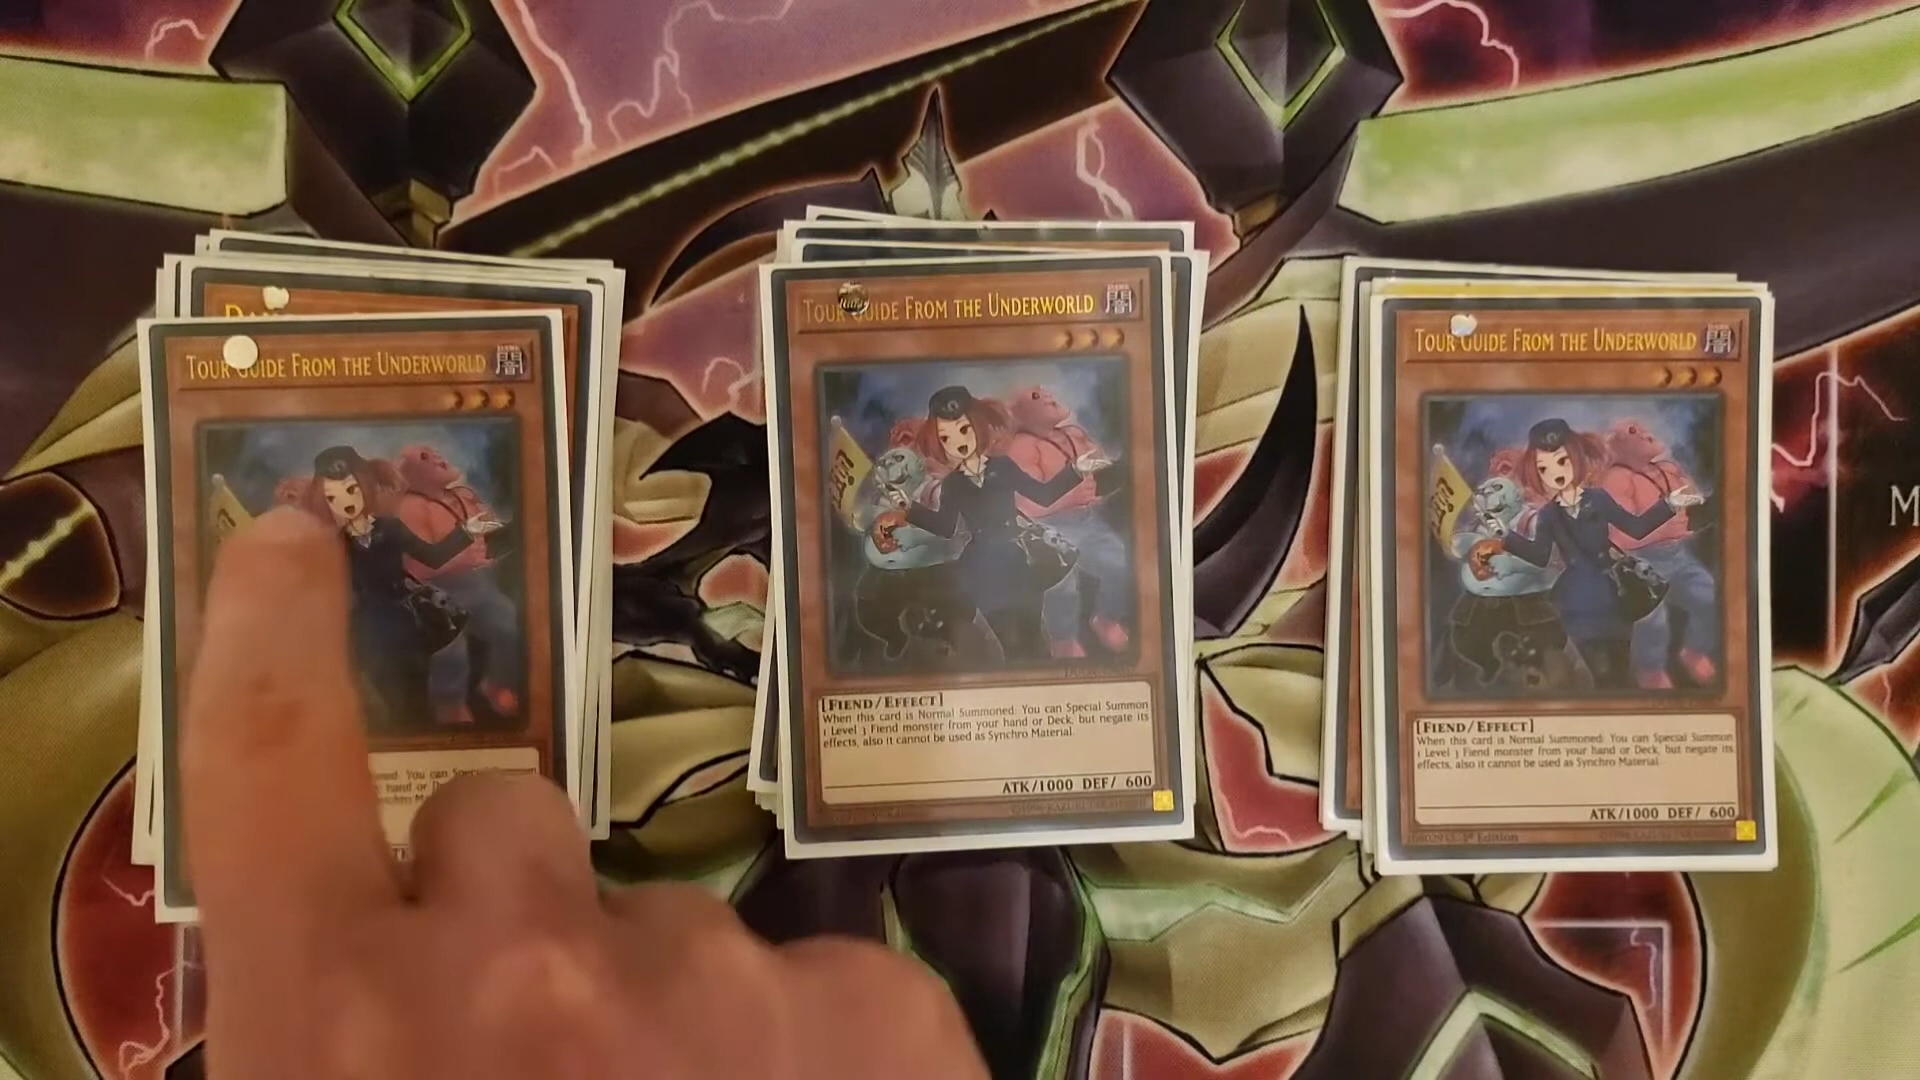 TOUR GUIDE FROM THE UNDERWORLD
TOUR GUIDE FROM THE UNDERWORLD
[FIEND/EFFECT]
When this card is Normal Summoned: You can Special Summon
1 Level 3 Fiend monster from your hand or Deck, but negate its
effects, also it cannot be used as Synchro Material.
ATK/1000 DEF/ 600
TOUR GUIDE FROM THE UNDERWORLD
[FIEND/EFFECT]
When this card is Normal Summoned: You can Special Summon
1 Level 3 Fiend monster from your hand or Deck, but negate its
effects, also it cannot be used as Synchro Material.
ATK/1000 DEF/ 600
1st Edition
M